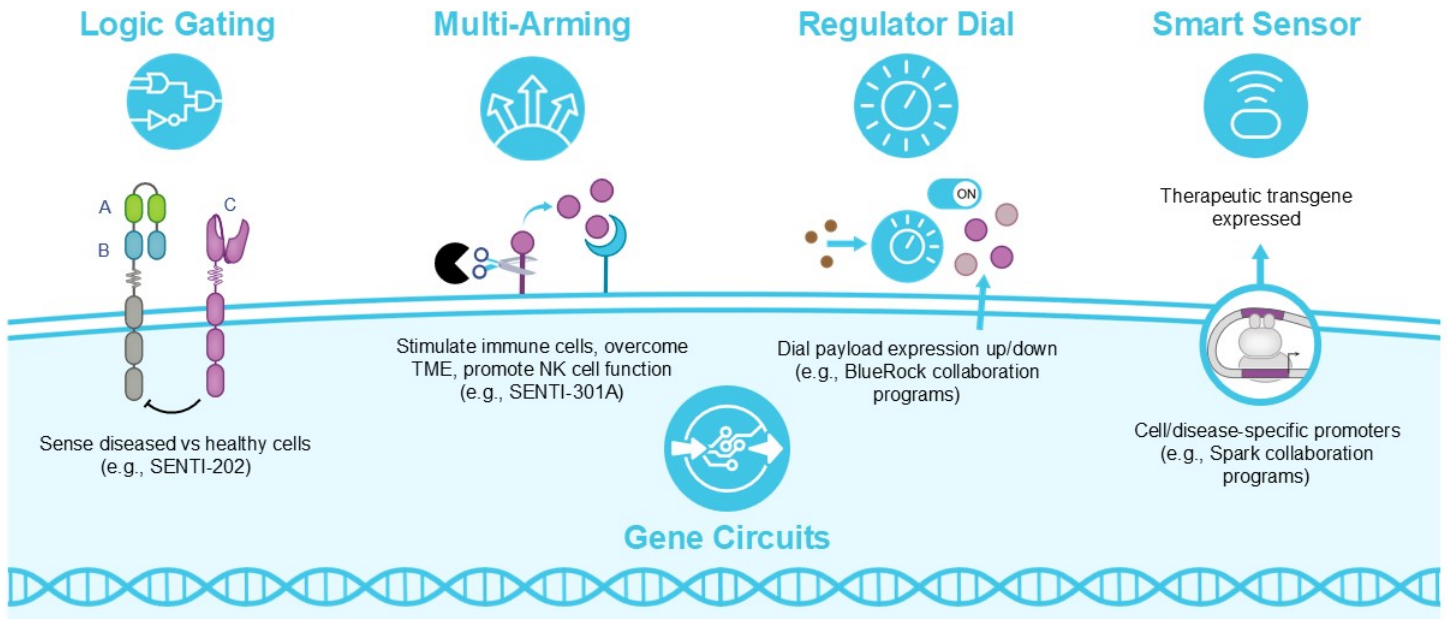 Logic Gating
Multi-Arming
Regulator Dial
Smart Sensor
A
B
C
ON
Therapeutic transgene
expressed
Stimulate immune cells, overcome
TME, promote NK cell function
(e.g., SENTI-301A)
Dial payload expression up/down
(e.g., BlueRock collaboration
programs)
Sense diseased vs healthy cells
(e.g., SENTI-202)
Cell/disease-specific promoters
(e.g., Spark collaboration
programs)
Gene Circuits